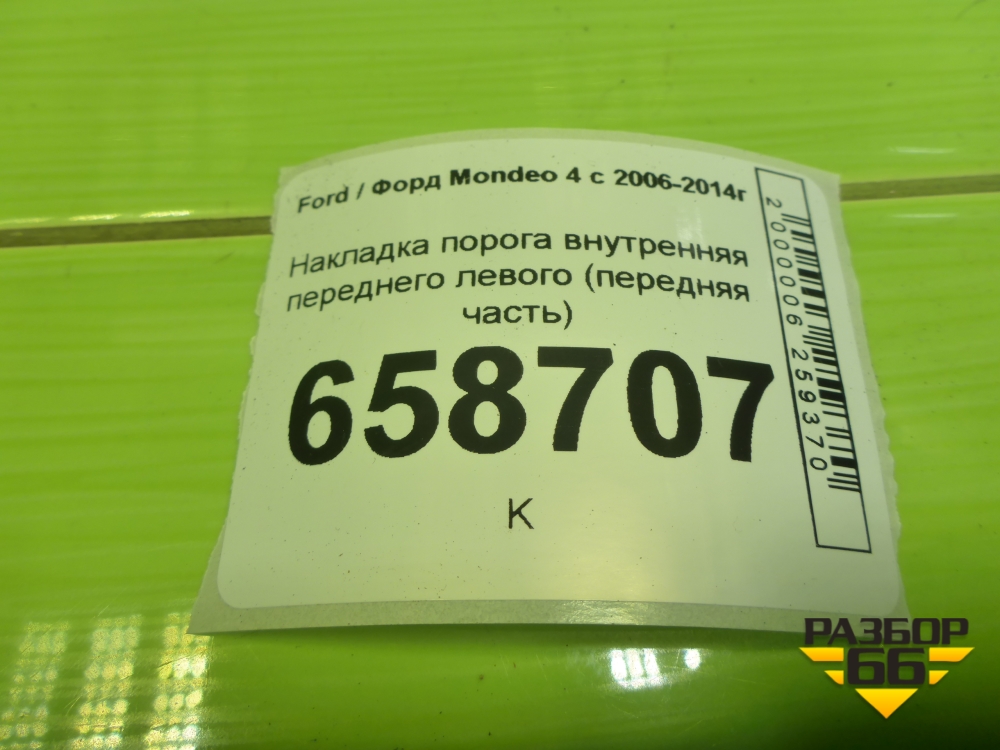 Ford / Форд Mondeo 4 с 2006-2014г
Накладка порога внутренняя
переднего левого (передняя
часть)
658707
К
2000006259370
РАЗБОР
66